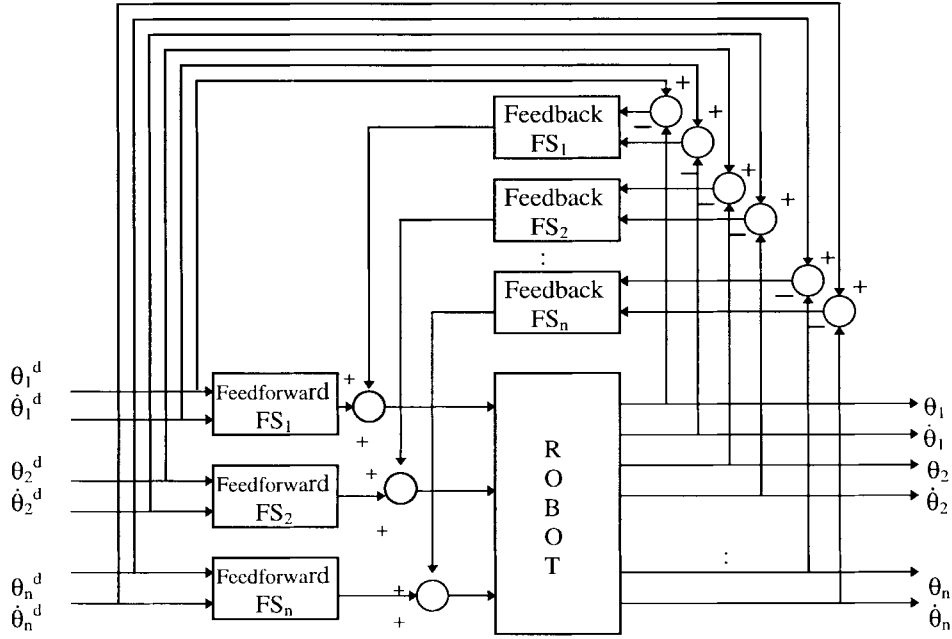 +
Feedback
FS₁
−
+
−
Feedback
FS₂
−
+
+
−
:
Feedback
FSₙ
+
−
+
−
θ₁ᵈ
θ̇₁ᵈ
Feedforward
FS₁
+
+
θ₂ᵈ
θ̇₂ᵈ
Feedforward
FS₂
+
+
θₙᵈ
θ̇ₙᵈ
Feedforward
FSₙ
+
+
R
O
B
O
T
θ₁
θ̇₁
θ₂
θ̇₂
:
θₙ
θ̇ₙ